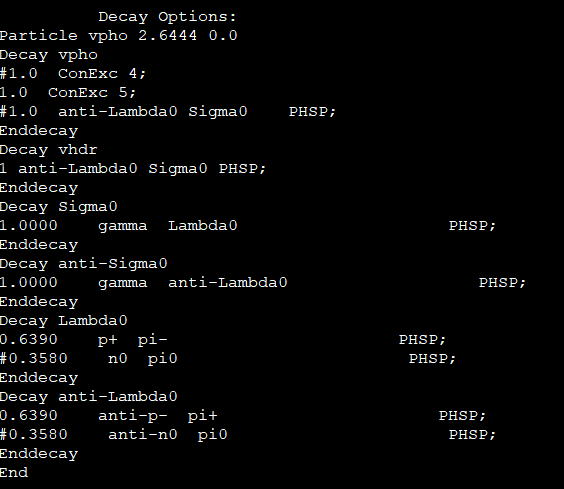 Decay Options:
Particle vpho 2.6444 0.0
Decay vpho
#1.0  ConExc 4;
1.0  ConExc 5;
#1.0  anti-Lambda0 Sigma0    PHSP;
Enddecay
Decay vhdr
1 anti-Lambda0 Sigma0 PHSP;
Enddecay
Decay Sigma0
1.0000    gamma  Lambda0                     PHSP;
Enddecay
Decay anti-Sigma0
1.0000    gamma  anti-Lambda0                   PHSP;
Enddecay
Decay Lambda0
0.6390    p+  pi-                       PHSP;
#0.3580    n0  pi0                       PHSP;
Enddecay
Decay anti-Lambda0
0.6390    anti-p-  pi+                      PHSP;
#0.3580    anti-n0  pi0                      PHSP;
Enddecay
End